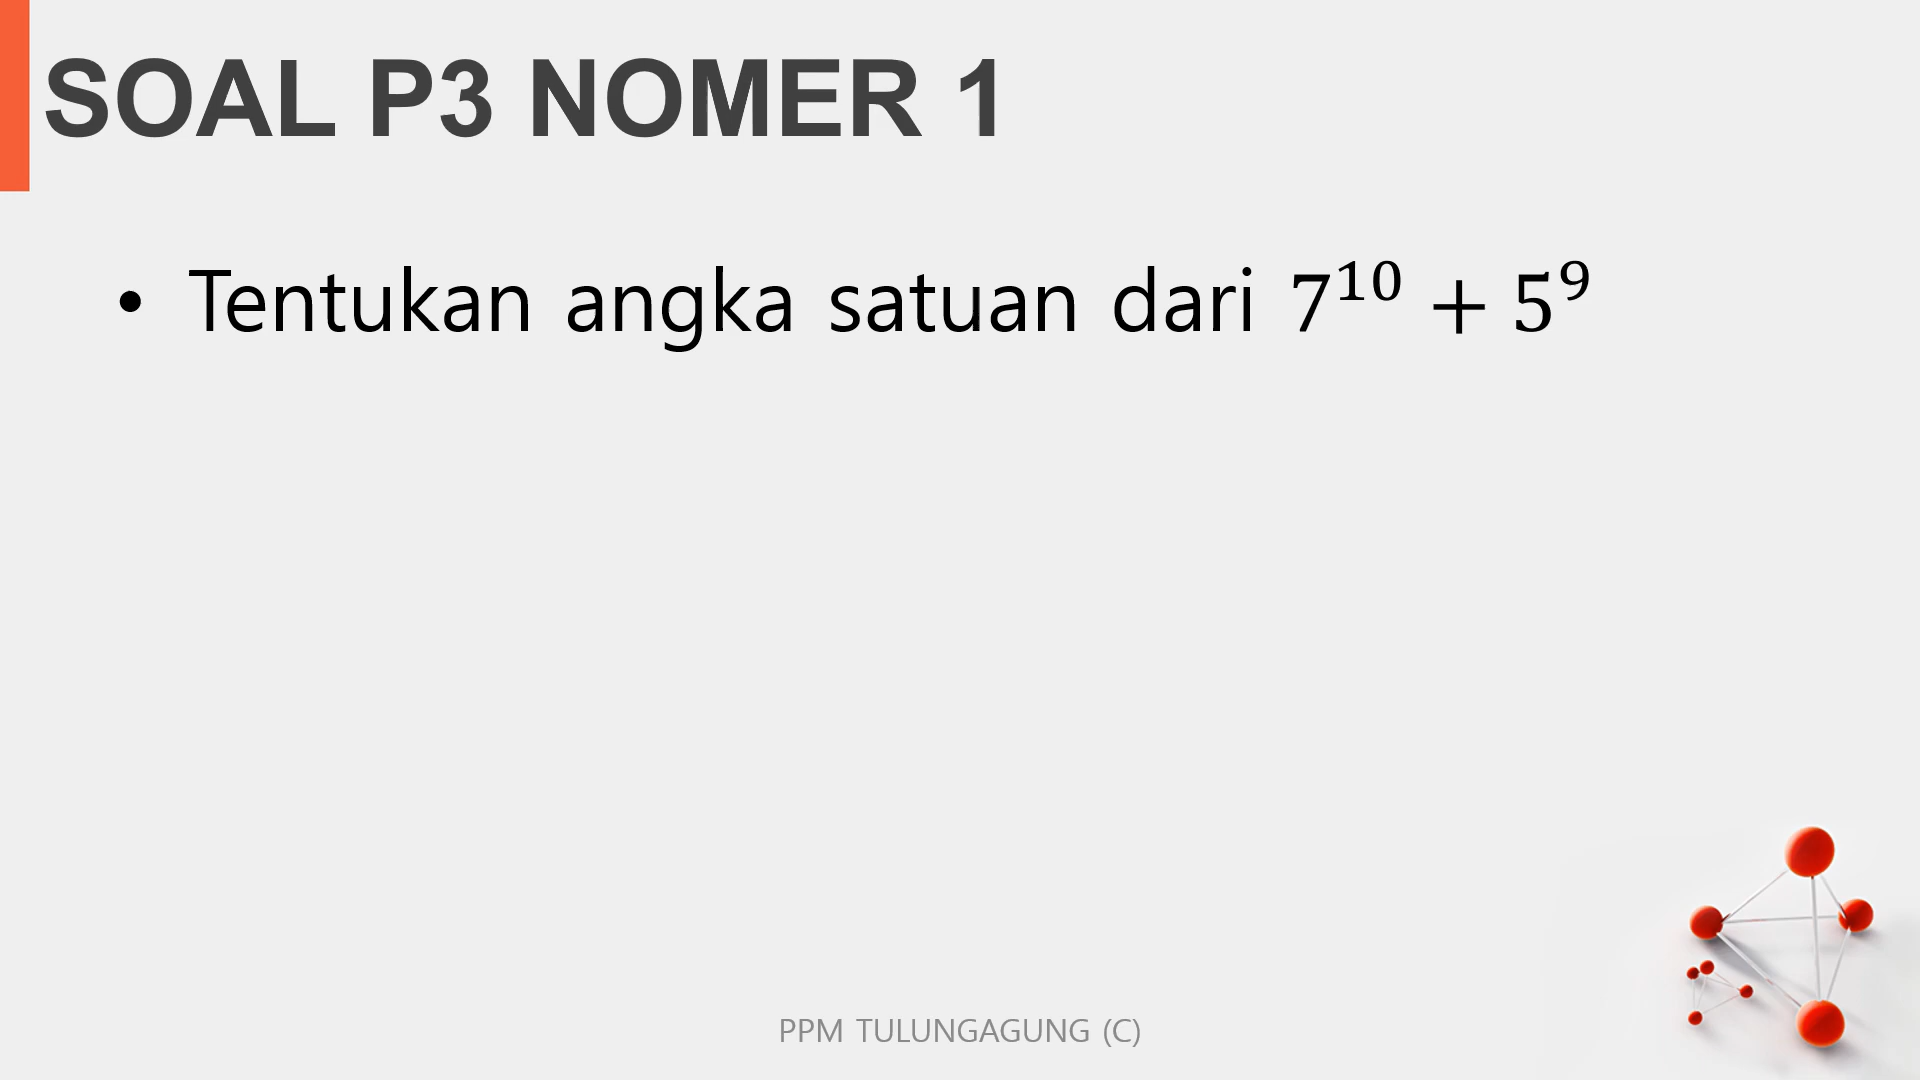 SOAL P3 NOMER 1
• Tentukan angka satuan dari 7¹⁰ + 5⁹
PPM TULUNGAGUNG (C)